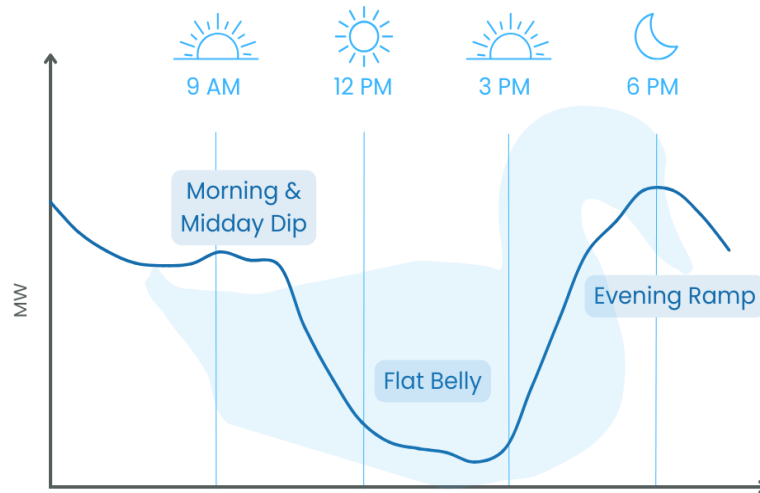 9 AM
12 PM
3 PM
6 PM
Morning &
Midday Dip
MW
Evening Ramp
Flat Belly